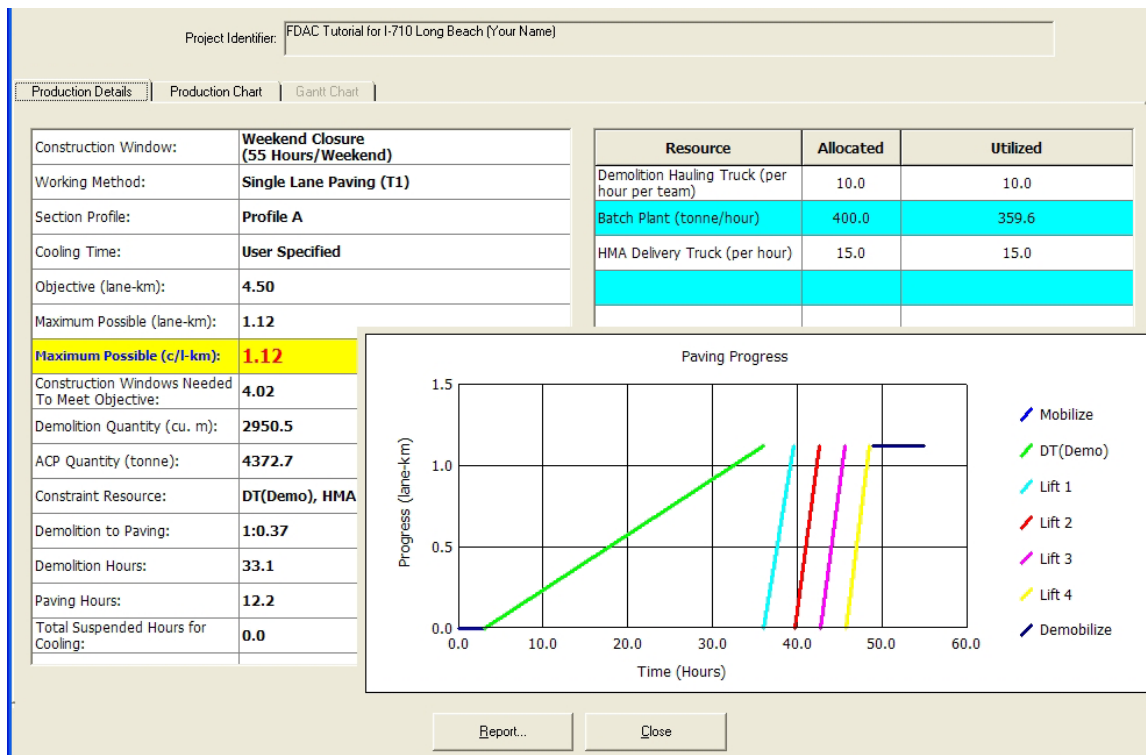 Project Identifier: FDAC Tutorial for I-710 Long Beach (Your Name)
Production Details Production Chart Gantt Chart
Construction Window: Weekend Closure
(55 Hours/Weekend)
Working Method: Single Lane Paving (T1)
Section Profile: Profile A
Cooling Time: User Specified
Objective (lane-km): 4.50
Maximum Possible (lane-km): 1.12
Maximum Possible (c/l-km): 1.12
Construction Windows Needed
To Meet Objective: 4.02
Demolition Quantity (cu. m): 2950.5
ACP Quantity (tonne): 4372.7
Constraint Resource: DT(Demo), HMA
Demolition to Paving: 1:0.37
Demolition Hours: 33.1
Paving Hours: 12.2
Total Suspended Hours for
Cooling: 0.0
Resource Allocated Utilized
Demolition Hauling Truck (per
hour per team) 10.0 10.0
Batch Plant (tonne/hour) 400.0 359.6
HMA Delivery Truck (per hour) 15.0 15.0
Paving Progress
Progress (lane-km)
1.5
1.0
0.5
0.0
0.0 10.0 20.0 30.0 40.0 50.0 60.0
Time (Hours)
Mobilize
DT(Demo)
Lift 1
Lift 2
Lift 3
Lift 4
Demobilize
Report... Close